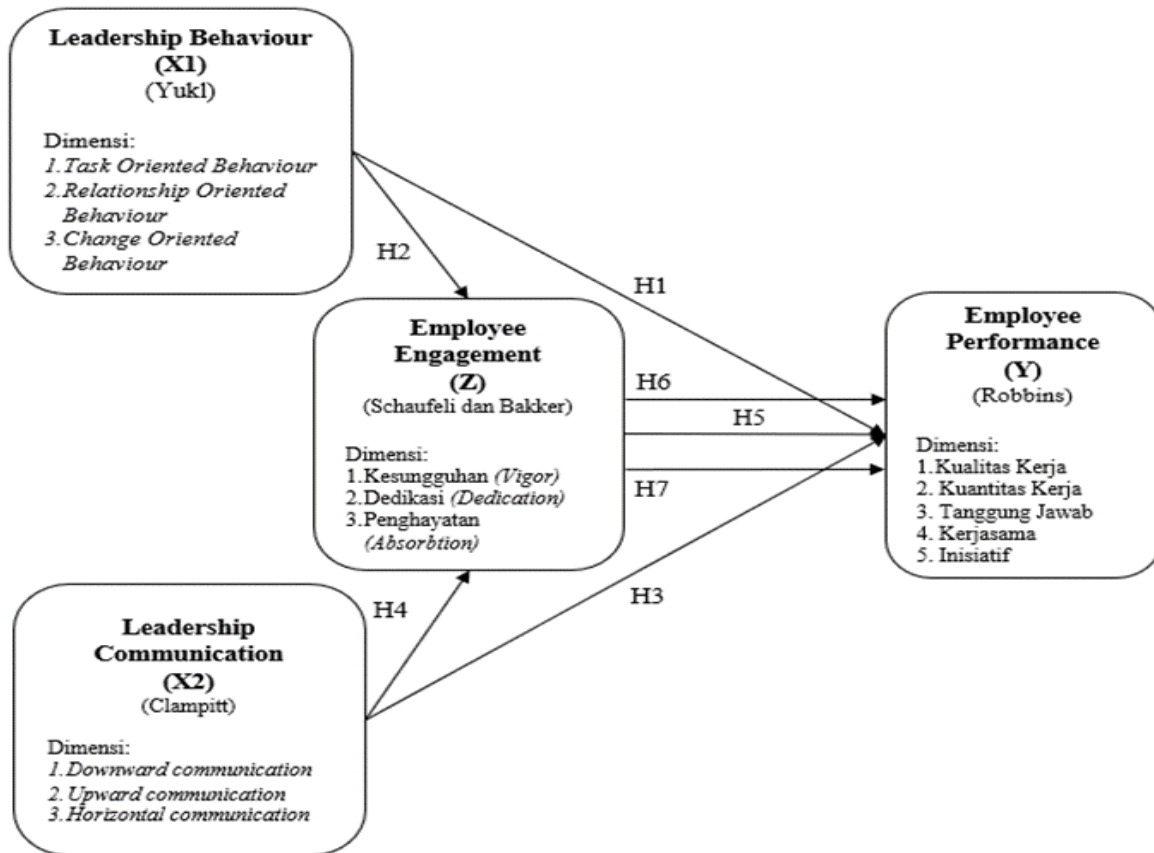 Leadership Behaviour
(X1)
(Yukl)
Dimensi:
1.Task Oriented Behaviour
2.Relationship Oriented
Behaviour
3.Change Oriented
Behaviour
H2
H1
Employee
Engagement
(Z)
(Schaufeli dan Bakker)
Dimensi:
1.Kesungguhan (Vigor)
2.Dedikasi (Dedication)
3.Penghayatan
(Absorbtion)
H6
H5
H7
Employee
Performance
(Y)
(Robbins)
Dimensi:
1.Kualitas Kerja
2. Kuantitas Kerja
3. Tanggung Jawab
4. Kerjasama
5. Inisiatif
H4
H3
Leadership
Communication
(X2)
(Clampitt)
Dimensi:
1.Downward communication
2.Upward communication
3.Horizontal communication